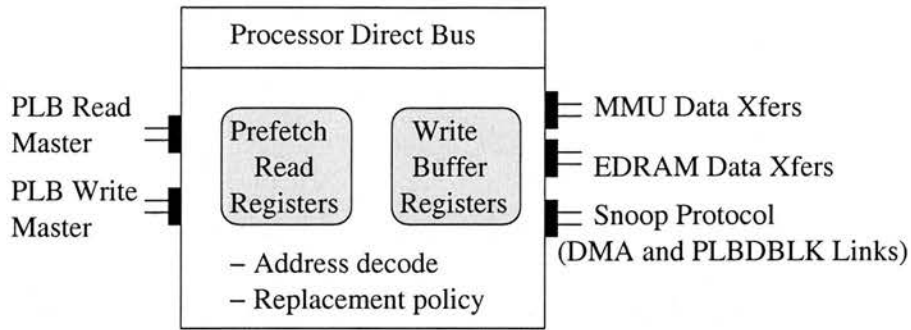 Processor Direct Bus
PLB Read
Master
PLB Write
Master
Prefetch
Read
Registers
Write
Buffer
Registers
– Address decode
– Replacement policy
MMU Data Xfers
EDRAM Data Xfers
Snoop Protocol
(DMA and PLBDBLK Links)